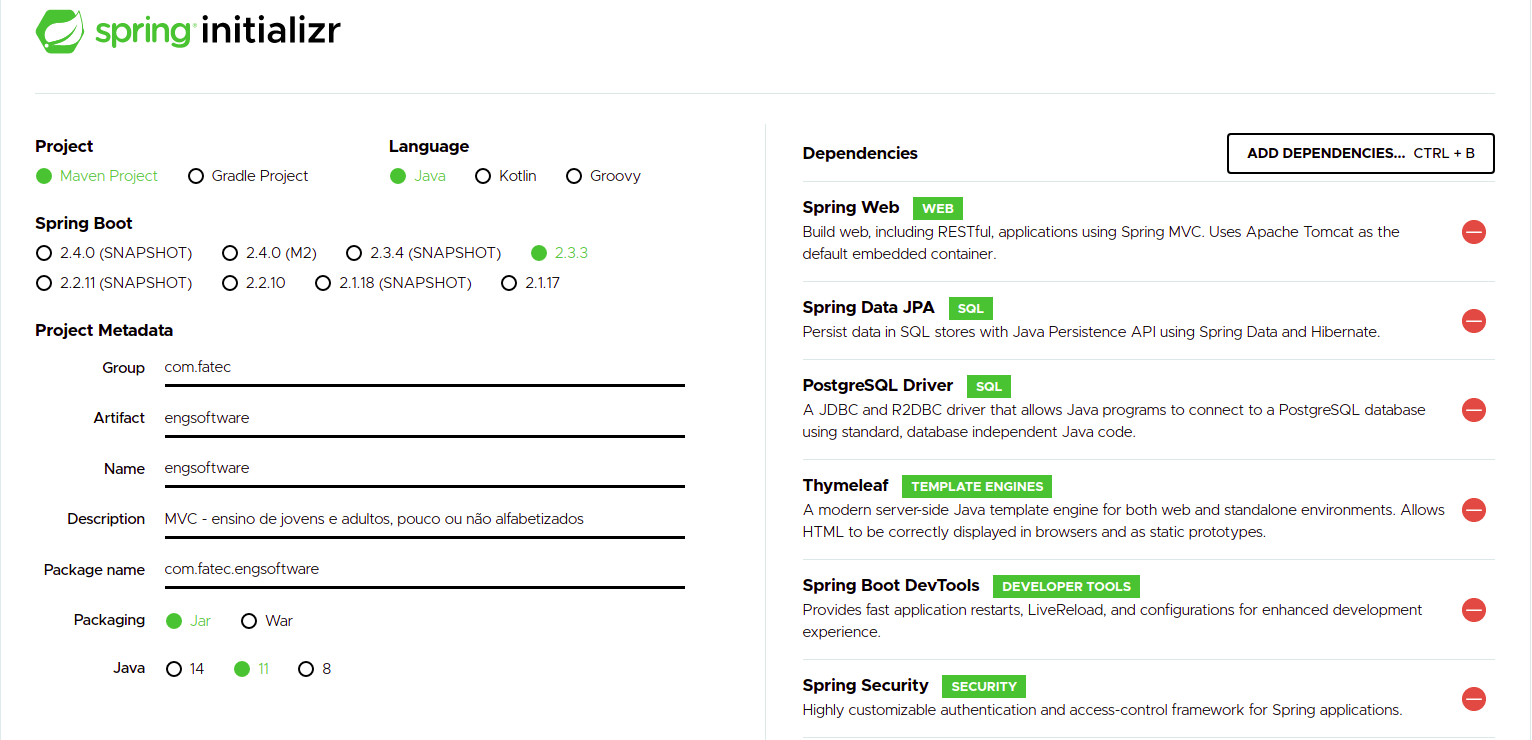 spring initializr
Project
Maven Project Gradle Project
Language
Java Kotlin Groovy
Spring Boot
2.4.0 (SNAPSHOT) 2.4.0 (M2) 2.3.4 (SNAPSHOT) 2.3.3
2.2.11 (SNAPSHOT) 2.2.10 2.1.18 (SNAPSHOT) 2.1.17
Project Metadata
Group com.fatec
Artifact engsoftware
Name engsoftware
Description MVC - ensino de jovens e adultos, pouco ou não alfabetizados
Package name com.fatec.engsoftware
Packaging Jar War
Java 14 11 8
Dependencies
ADD DEPENDENCIES... CTRL + B
Spring Web WEB
Build web, including RESTful, applications using Spring MVC. Uses Apache Tomcat as the
default embedded container.
Spring Data JPA SQL
Persist data in SQL stores with Java Persistence API using Spring Data and Hibernate.
PostgreSQL Driver SQL
A JDBC and R2DBC driver that allows Java programs to connect to a PostgreSQL database
using standard, database independent Java code.
Thymeleaf TEMPLATE ENGINES
A modern server-side Java template engine for both web and standalone environments. Allows
HTML to be correctly displayed in browsers and as static prototypes.
Spring Boot DevTools DEVELOPER TOOLS
Provides fast application restarts, LiveReload, and configurations for enhanced development
experience.
Spring Security SECURITY
Highly customizable authentication and access-control framework for Spring applications.